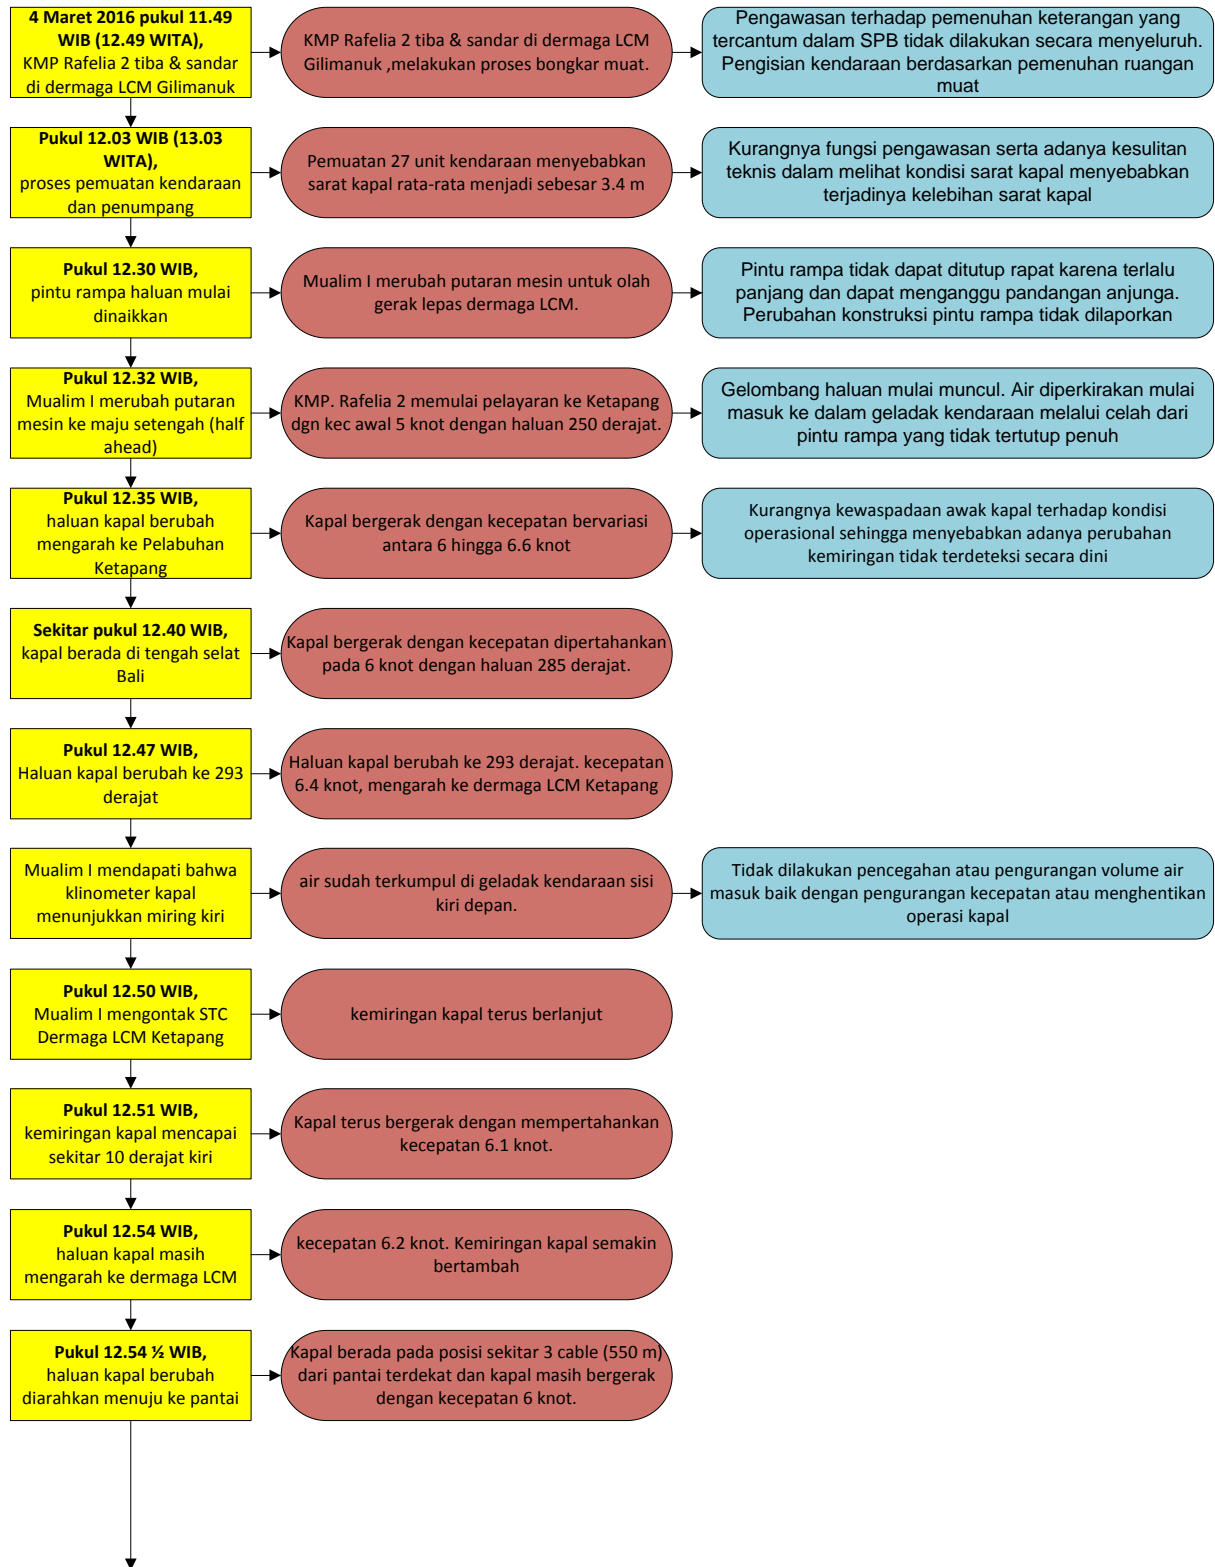 4 Maret 2016 pukul 11.49
WIB (12.49 WITA),
KMP Rafelia 2 tiba & sandar
di dermaga LCM Gilimanuk
KMP Rafelia 2 tiba & sandar di dermaga LCM
Gilimanuk ,melakukan proses bongkar muat.
Pengawasan terhadap pemenuhan keterangan yang
tercantum dalam SPB tidak dilakukan secara menyeluruh.
Pengisian kendaraan berdasarkan pemenuhan ruangan
muat
Pukul 12.03 WIB (13.03
WITA),
proses pemuatan kendaraan
dan penumpang
Pemuatan 27 unit kendaraan menyebabkan
sarat kapal rata-rata menjadi sebesar 3.4 m
Kurangnya fungsi pengawasan serta adanya kesulitan
teknis dalam melihat kondisi sarat kapal menyebabkan
terjadinya kelebihan sarat kapal
Pukul 12.30 WIB,
pintu rampa haluan mulai
dinaikkan
Mualim I merubah putaran mesin untuk olah
gerak lepas dermaga LCM.
Pintu rampa tidak dapat ditutup rapat karena terlalu
panjang dan dapat menganggu pandangan anjunga.
Perubahan konstruksi pintu rampa tidak dilaporkan
Pukul 12.32 WIB,
Mualim I merubah putaran
mesin ke maju setengah (half
ahead)
KMP. Rafelia 2 memulai pelayaran ke Ketapang
dgn kec awal 5 knot dengan haluan 250 derajat.
Gelombang haluan mulai muncul. Air diperkirakan mulai
masuk ke dalam geladak kendaraan melalui celah dari
pintu rampa yang tidak tertutup penuh
Pukul 12.35 WIB,
haluan kapal berubah
mengarah ke Pelabuhan
Ketapang
Kapal bergerak dengan kecepatan bervariasi
antara 6 hingga 6.6 knot
Kurangnya kewaspadaan awak kapal terhadap kondisi
operasional sehingga menyebabkan adanya perubahan
kemiringan tidak terdeteksi secara dini
Sekitar pukul 12.40 WIB,
kapal berada di tengah selat
Bali
Kapal bergerak dengan kecepatan dipertahankan
pada 6 knot dengan haluan 285 derajat.
Pukul 12.47 WIB,
Haluan kapal berubah ke 293
derajat
Haluan kapal berubah ke 293 derajat. kecepatan
6.4 knot, mengarah ke dermaga LCM Ketapang
Mualim I mendapati bahwa
klinometer kapal
menunjukkan miring kiri
air sudah terkumpul di geladak kendaraan sisi
kiri depan.
Tidak dilakukan pencegahan atau pengurangan volume air
masuk baik dengan pengurangan kecepatan atau menghentikan
operasi kapal
Pukul 12.50 WIB,
Mualim I mengontak STC
Dermaga LCM Ketapang
kemiringan kapal terus berlanjut
Pukul 12.51 WIB,
kemiringan kapal mencapai
sekitar 10 derajat kiri
Kapal terus bergerak dengan mempertahankan
kecepatan 6.1 knot.
Pukul 12.54 WIB,
haluan kapal masih
mengarah ke dermaga LCM
kecepatan 6.2 knot. Kemiringan kapal semakin
bertambah
Pukul 12.54 ½ WIB,
haluan kapal berubah
diarahkan menuju ke pantai
Kapal berada pada posisi sekitar 3 cable (550 m)
dari pantai terdekat dan kapal masih bergerak
dengan kecepatan 6 knot.